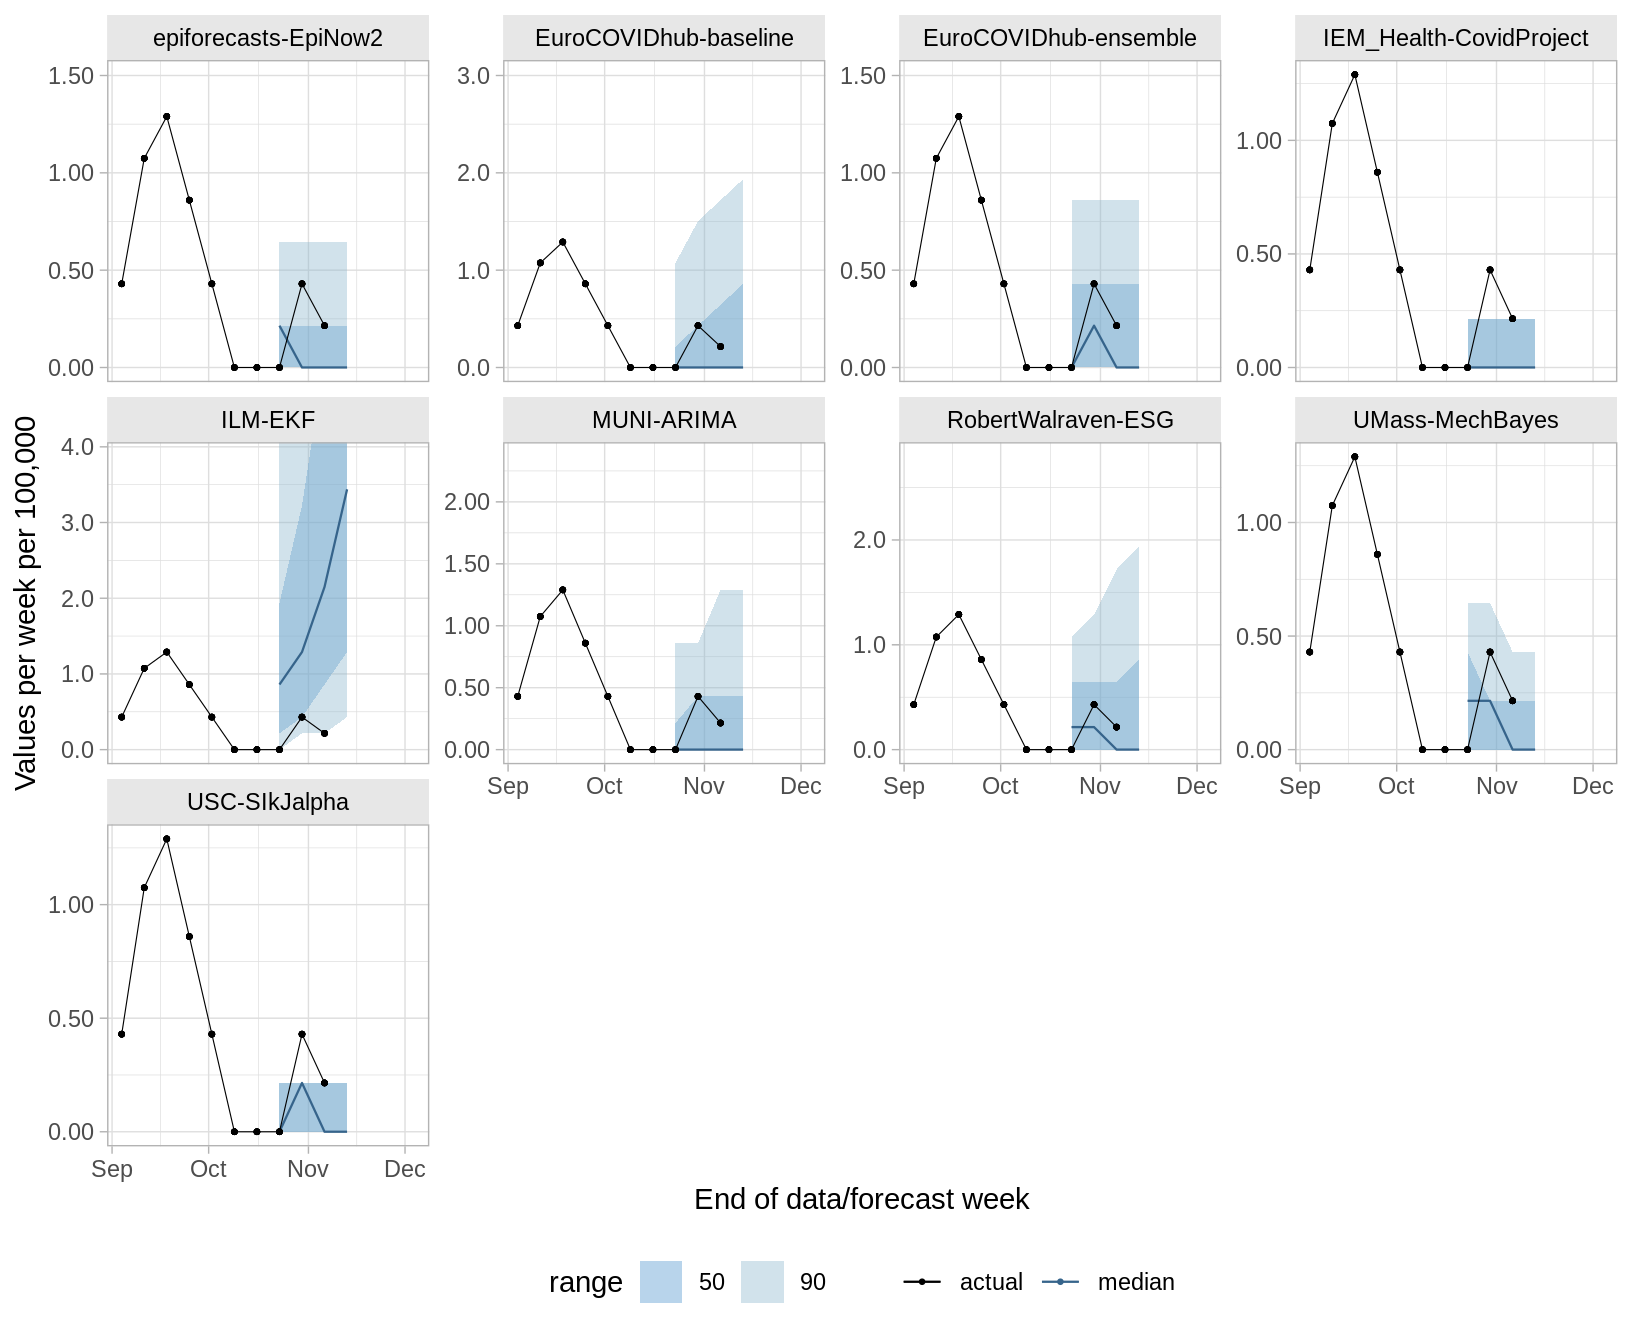 epiforecasts-EpiNow2 EuroCOVIDhub-baseline EuroCOVIDhub-ensemble IEM_Health-CovidProject
1.50 3.0 1.50
1.00 2.0 1.00 1.00
0.50 1.0 0.50 0.50
0.00 0.0 0.00 0.00
ILM-EKF MUNI-ARIMA RobertWalraven-ESG UMass-MechBayes
4.0
3.0 2.00 2.0 1.00
2.0 1.50
1.0 1.00 1.0 0.50
0.50
0.0 0.00 0.0 0.00
Sep Oct Nov Dec Sep Oct Nov Dec Sep Oct Nov Dec
Values per week per 100,000
USC-SIkJalpha
1.00
0.50
0.00
Sep Oct Nov Dec
End of data/forecast week
range 50 90 actual median